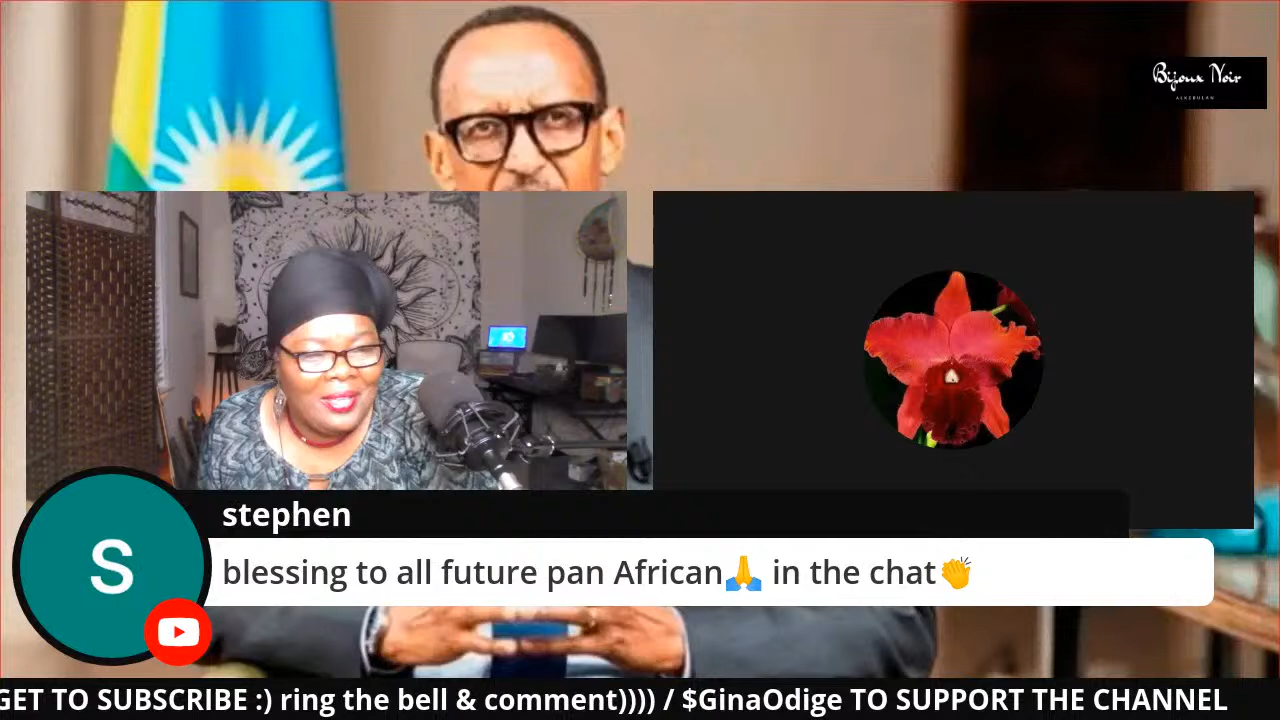 Bijoux Noir
ALKEBULAN
S
stephen
blessing to all future pan African🙏 in the chat👏
GET TO SUBSCRIBE :) ring the bell & comment)))) / $GinaOdige TO SUPPORT THE CHANNEL